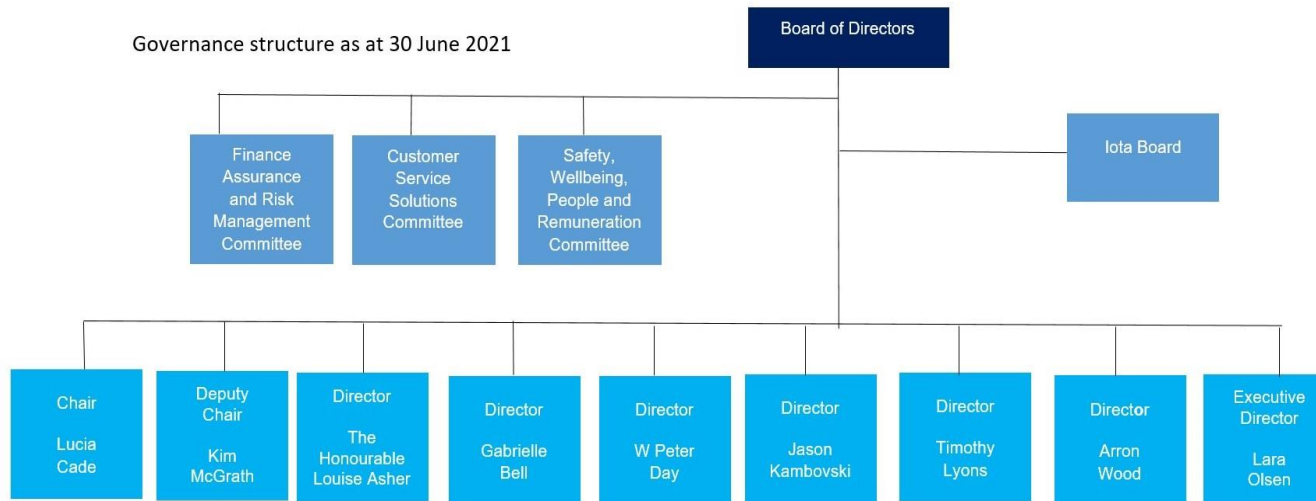 Governance structure as at 30 June 2021
Board of Directors
Finance
Assurance
and Risk
Management
Committee
Customer
Service
Solutions
Committee
Safety,
Wellbeing,
People and
Remuneration
Committee
Iota Board
Chair
Lucia
Cade
Deputy
Chair
Kim
McGrath
Director
The
Honourable
Louise Asher
Director
Gabrielle
Bell
Director
W Peter
Day
Director
Jason
Kambovski
Director
Timothy
Lyons
Director
Arron
Wood
Executive
Director
Lara
Olsen